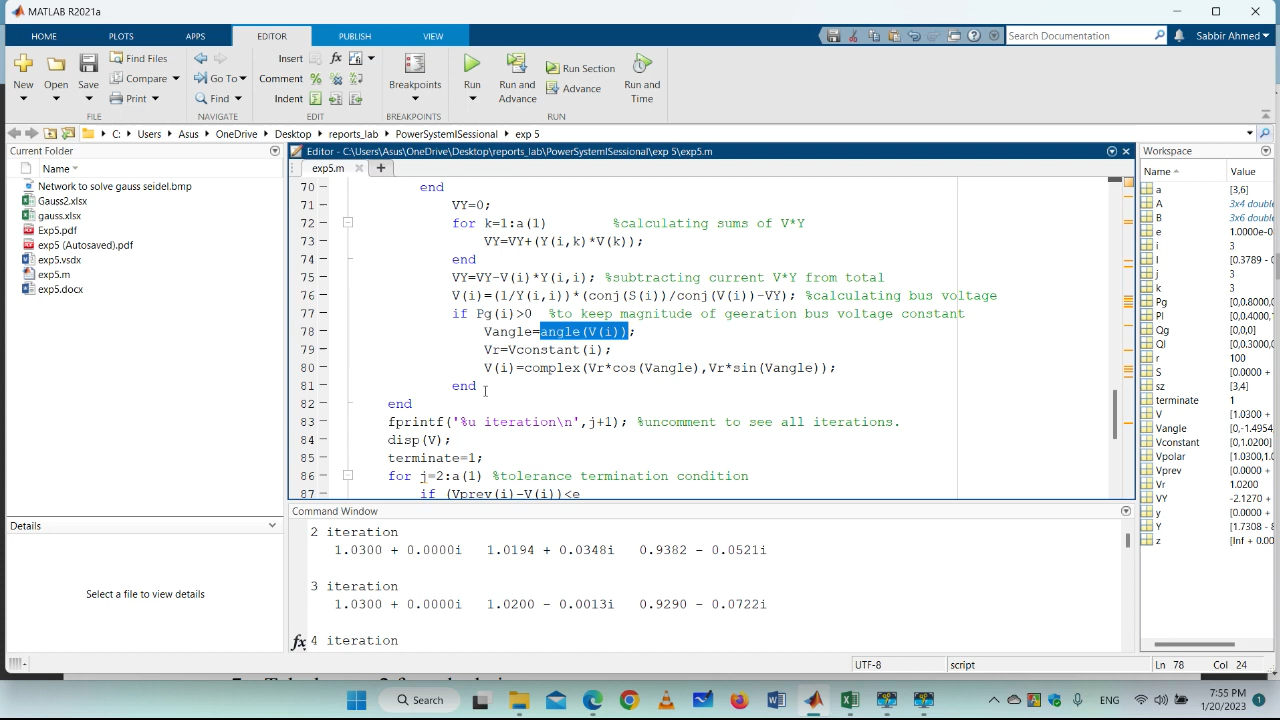 MATLAB R2021a
HOME PLOTS APPS EDITOR PUBLISH VIEW Search Documentation Sabbir Ahmed
New Open Save Find Files Compare Print
Go To Find
Insert fx
Comment %
Indent
Breakpoints
Run Run and Advance Run Section Advance Run and Time
FILE NAVIGATE EDIT BREAKPOINTS RUN
C: Users Asus OneDrive Desktop reports_lab PowerSystemISessional exp 5
Current Folder
Name
Network to solve gauss seidel.bmp
Gauss2.xlsx
gauss.xlsx
Exp5.pdf
exp5 (Autosaved).pdf
exp5.vsdx
exp5.m
exp5.docx
Details
Select a file to view details
Editor - C:\Users\Asus\OneDrive\Desktop\reports_lab\PowerSystemISessional\exp 5\exp5.m
exp5.m
70 end
71 VY=0;
72 for k=1:a(1) %calculating sums of V*Y
73 VY=VY+(Y(i,k)*V(k));
74 end
75 VY=VY-V(i)*Y(i,i); %subtracting current V*Y from total
76 V(i)=(1/Y(i,i))*(conj(S(i))/conj(V(i))-VY); %calculating bus voltage
77 if Pg(i)>0 %to keep magnitude of geeration bus voltage constant
78 Vangle=angle(V(i));
79 Vr=Vconstant(i);
80 V(i)=complex(Vr*cos(Vangle),Vr*sin(Vangle));
81 end
82 end
83 fprintf('%u iteration\n',j+1); %uncomment to see all iterations.
84 disp(V);
85 terminate=1;
86 for j=2:a(1) %tolerance termination condition
87 if (Vprev(i)-V(i))<e
Command Window
2 iteration
1.0300 + 0.0000i 1.0194 + 0.0348i 0.9382 - 0.0521i
3 iteration
1.0300 + 0.0000i 1.0200 - 0.0013i 0.9290 - 0.0722i
fx 4 iteration
Workspace
Name Value
a [3,6]
A 3x4 double
B 3x6 double
e 1.0000e-0
i 3
I [0.3789 - 0
j 3
k 3
Pg [0,0.8000,0
Pl [0,0.3000,0
Qg [0,0,0]
Ql [0,0.3000,0
r 100
S [0.0000 +
sz [3,4]
terminate 1
V [1.0300 +
Vangle [0,-1.4954
Vconstant [0,1.0200]
Vpolar [1.0300,1.0
Vprev [0.0000 +
Vr 1.0200
VY -2.1270 +
y [0.0000 +
Y [1.7308 - 8
z [Inf + 0.00
UTF-8 script Ln 78 Col 24
Search ENG 7:55 PM
1/20/2023